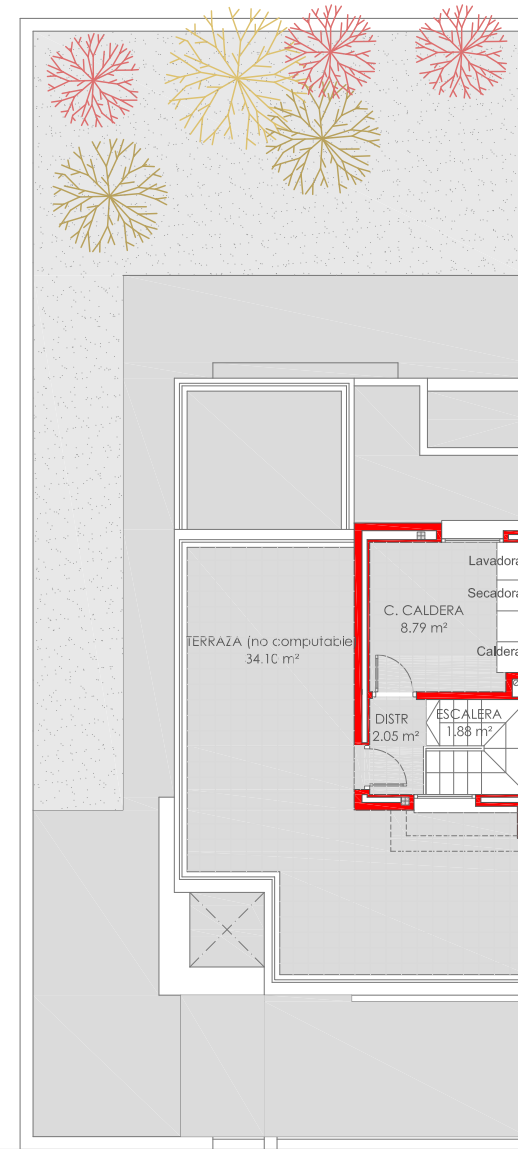 Lavadora
Secadora
C. CALDERA
8.79 m²
TERRAZA (no computable
34.10 m²
Caldera
DISTR
2.05 m²
ESCALERA
1.88 m²